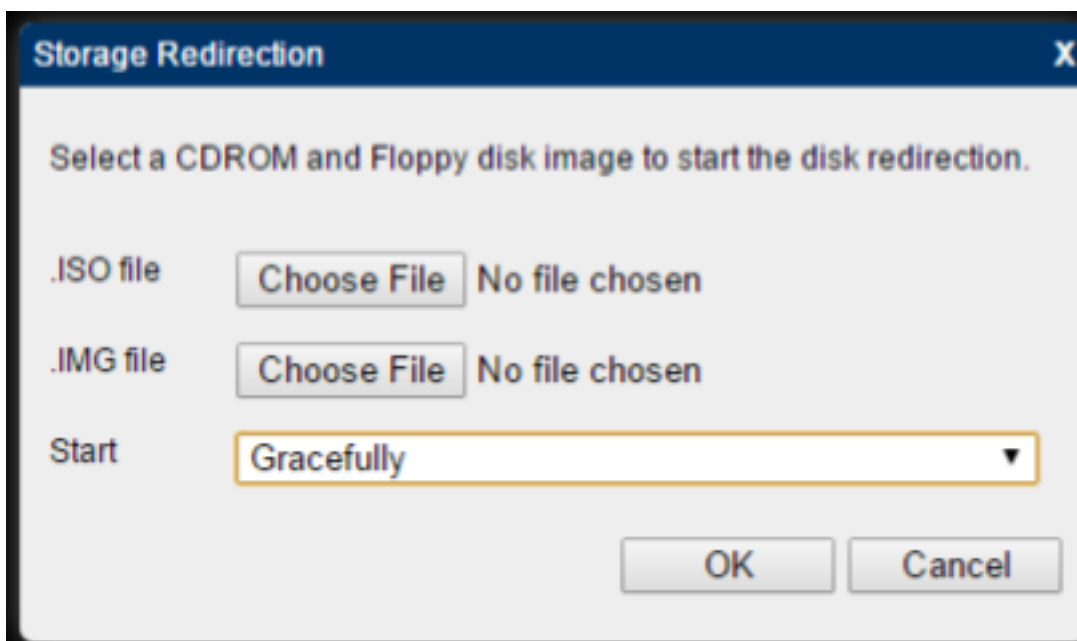 Storage Redirection X
Select a CDROM and Floppy disk image to start the disk redirection.
.ISO file Choose File No file chosen
.IMG file Choose File No file chosen
Start Gracefully ▼
OK Cancel